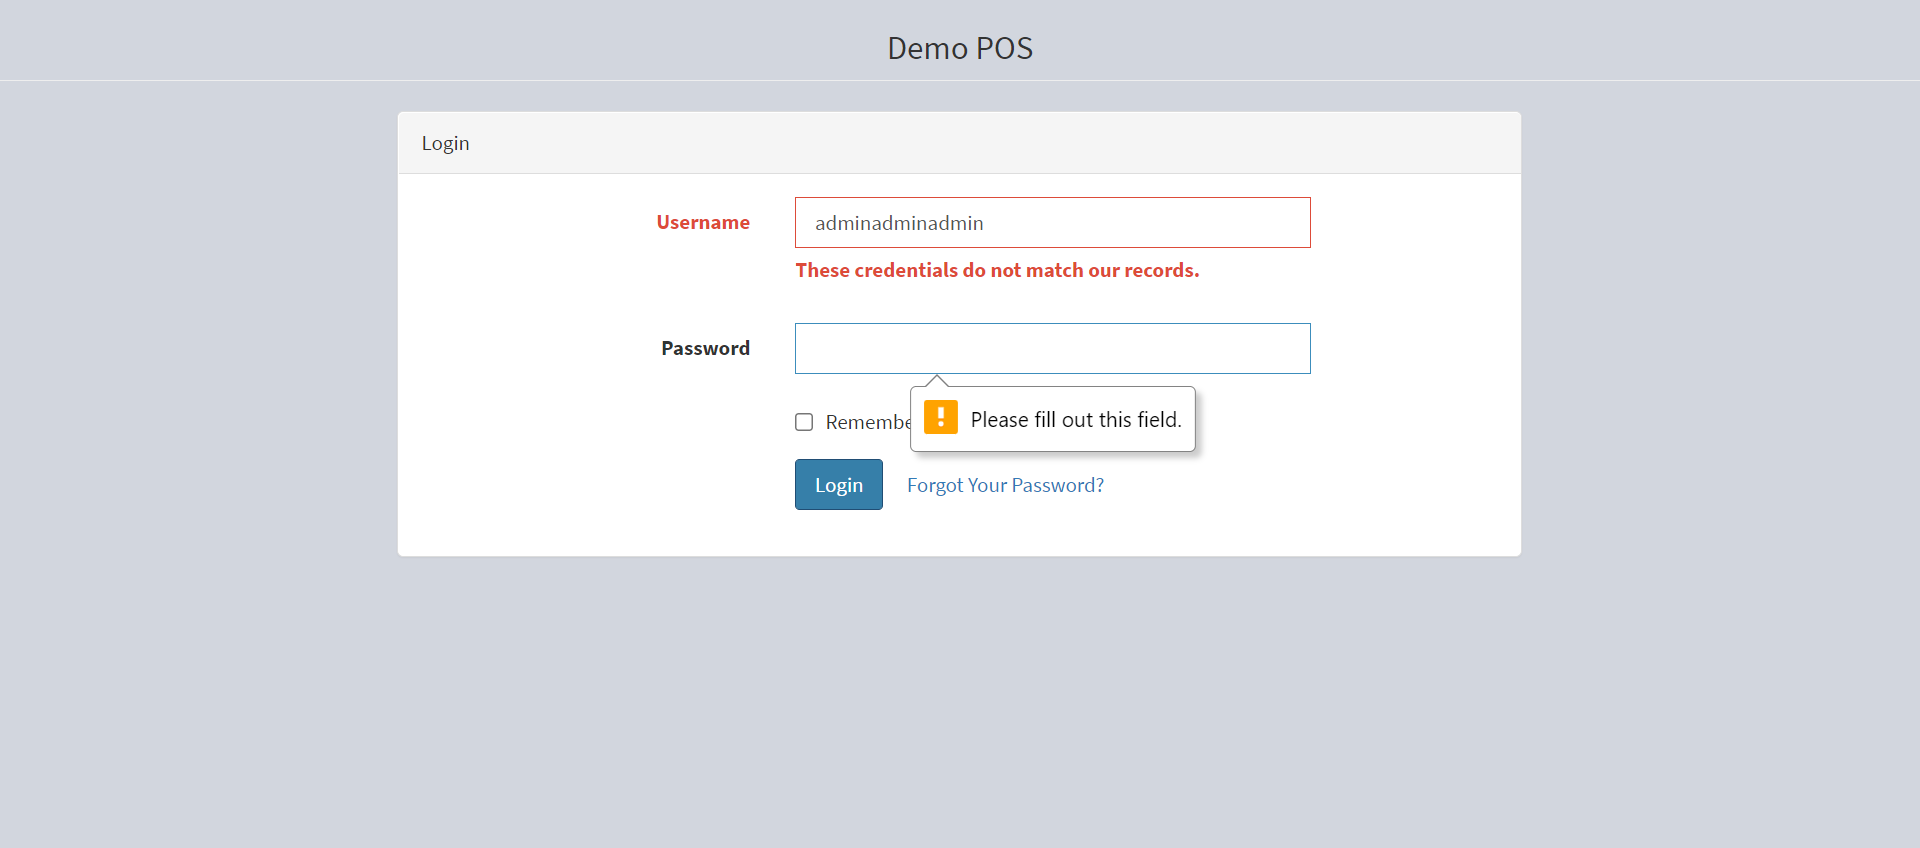 Demo POS
Login
Username
adminadminadmin
These credentials do not match our records.
Password
Please fill out this field.
Login
Forgot Your Password?